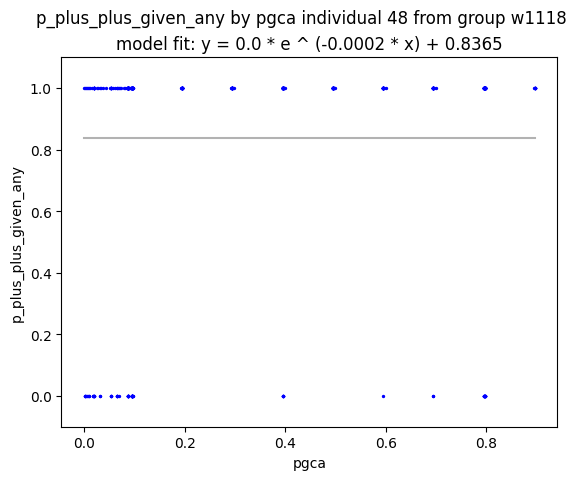 p_plus_plus_given_any by pgca individual 48 from group w1118
model fit: y = 0.0 * e ^ (-0.0002 * x) + 0.8365
1.0
0.8
0.6
0.4
0.2
0.0
p_plus_plus_given_any
0.0 0.2 0.4 0.6 0.8
pgca